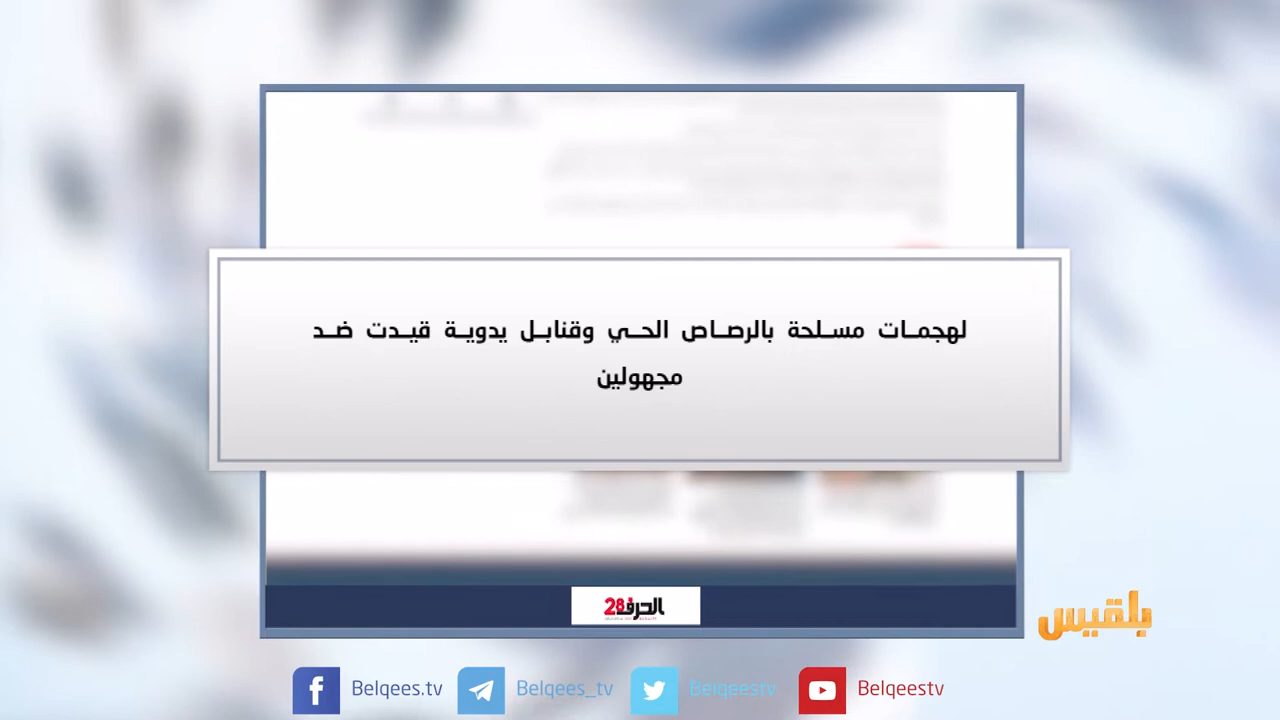 لهجمات مسلحة بالرصاص الحي وقنابل يدوية قيدت ضد
مجهولين
الحرف28
بلقيس
Belqees.tv
Belqees_tv
Belqeestv
Belqeestv